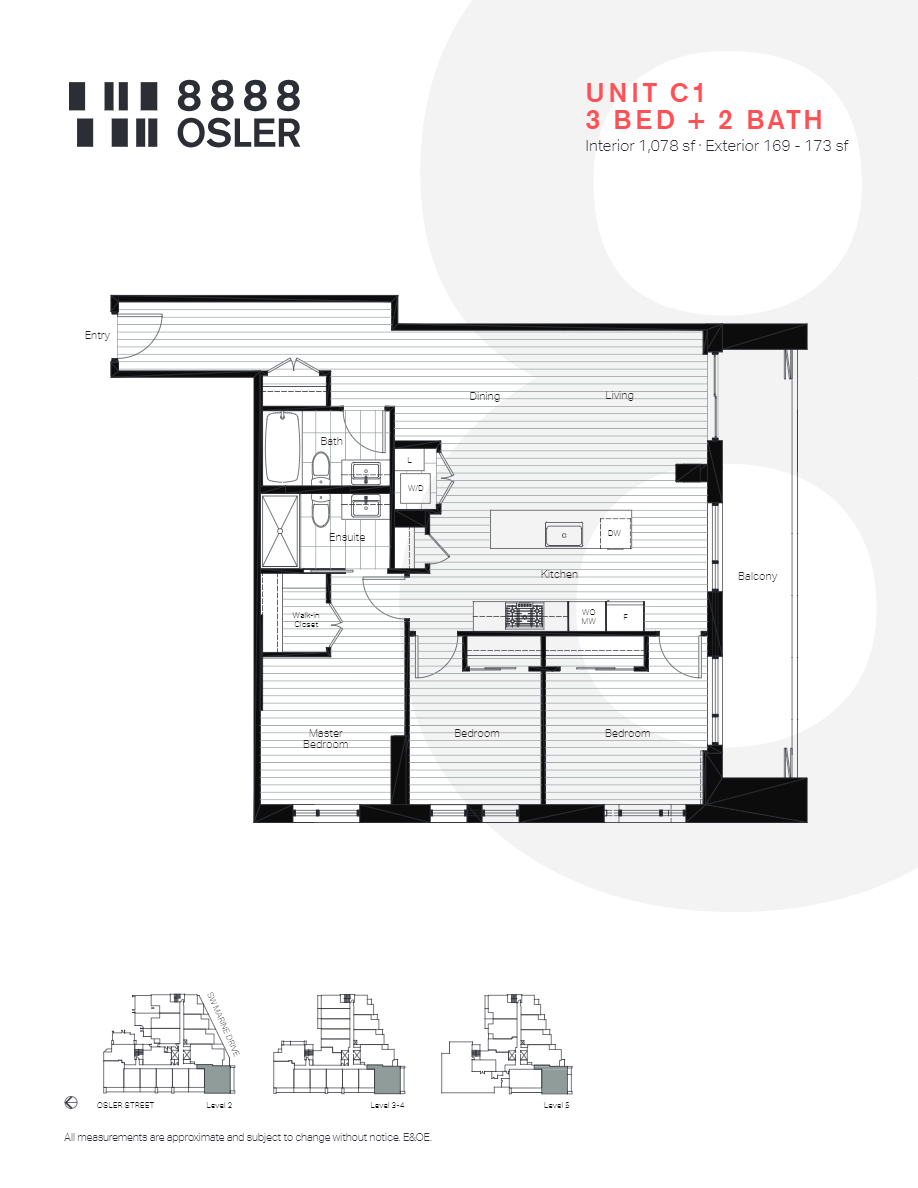 8888
OSLER
UNIT C1
3 BED + 2 BATH
Interior 1,078 sf · Exterior 169 - 173 sf
Entry
Dining
Living
Bath
L
W/D
Ensuite
DW
Kitchen
Balcony
Walk-in
Closet
WO
MW
F
Master
Bedroom
Bedroom
Bedroom
SW MARINE DRIVE
OSLER STREET
Level 2
Level 3-4
Level 5
All measurements are approximate and subject to change without notice. E&OE.